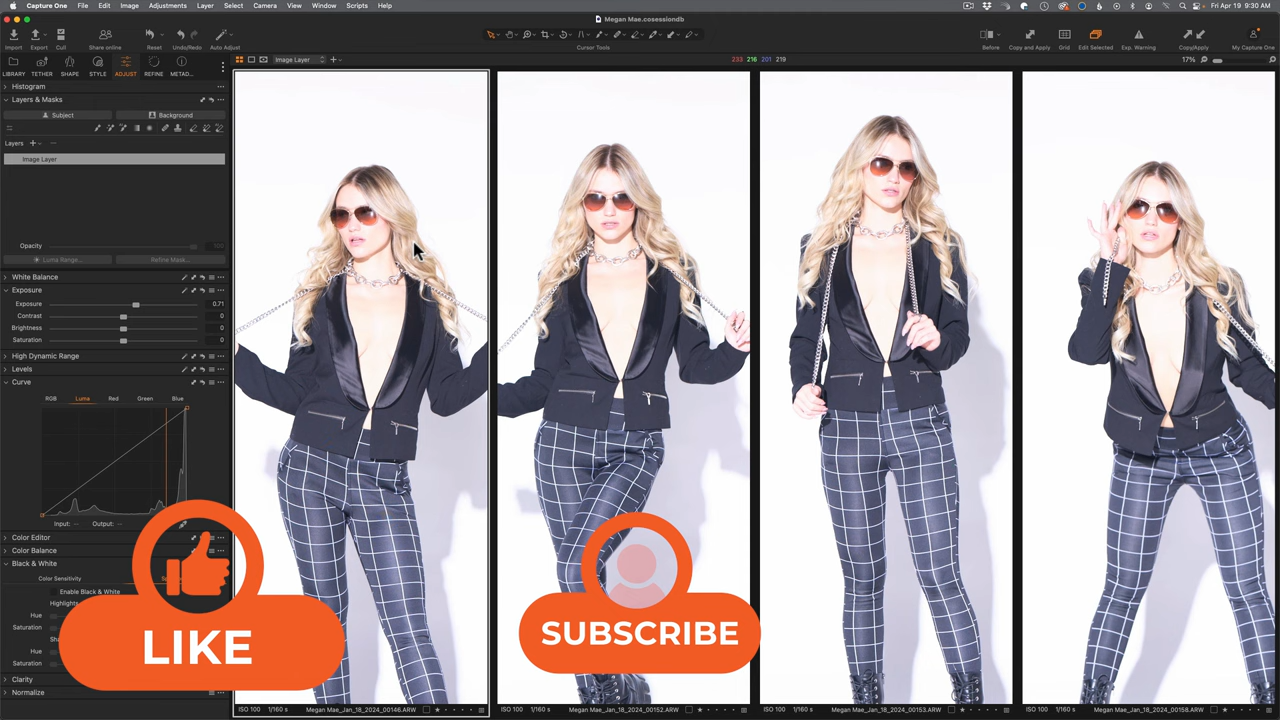 Capture One File Edit Image Adjustments Layer Select Camera View Window Scripts Help Fri Apr 19 9:30 AM
Megan Mae.cosessiondb
Import Export Cull Share online Reset Undo/Redo Auto Adjust Cursor Tools Before Copy and Apply Grid Edit Selected Exp. Warning Copy/Apply My Capture One
LIBRARY TETHER SHAPE STYLE ADJUST REFINE METAD...
Image Layer 233 216 201 219 17%
Histogram
Layers & Masks
Subject Background
Layers
Image Layer
Opacity 100
Luma Range... Refine Mask...
White Balance
Exposure
Exposure 0.71
Contrast 0
Brightness 0
Saturation 0
High Dynamic Range
Levels
Curve
RGB Luma Red Green Blue
Input: -- Output: --
Color Editor
Color Balance
Black & White
Color Sensitivity
Enable Black & White
Highlights
Hue
Saturation
Hue
Saturation
Clarity
Normalize
LIKE
SUBSCRIBE
ISO 100 1/160 s Megan Mae_Jan_18_2024_00146.ARW
ISO 100 1/160 s Megan Mae_Jan_18_2024_00152.ARW
ISO 100 1/160 s Megan Mae_Jan_18_2024_00153.ARW
ISO 100 1/160 s Megan Mae_Jan_18_2024_00158.ARW